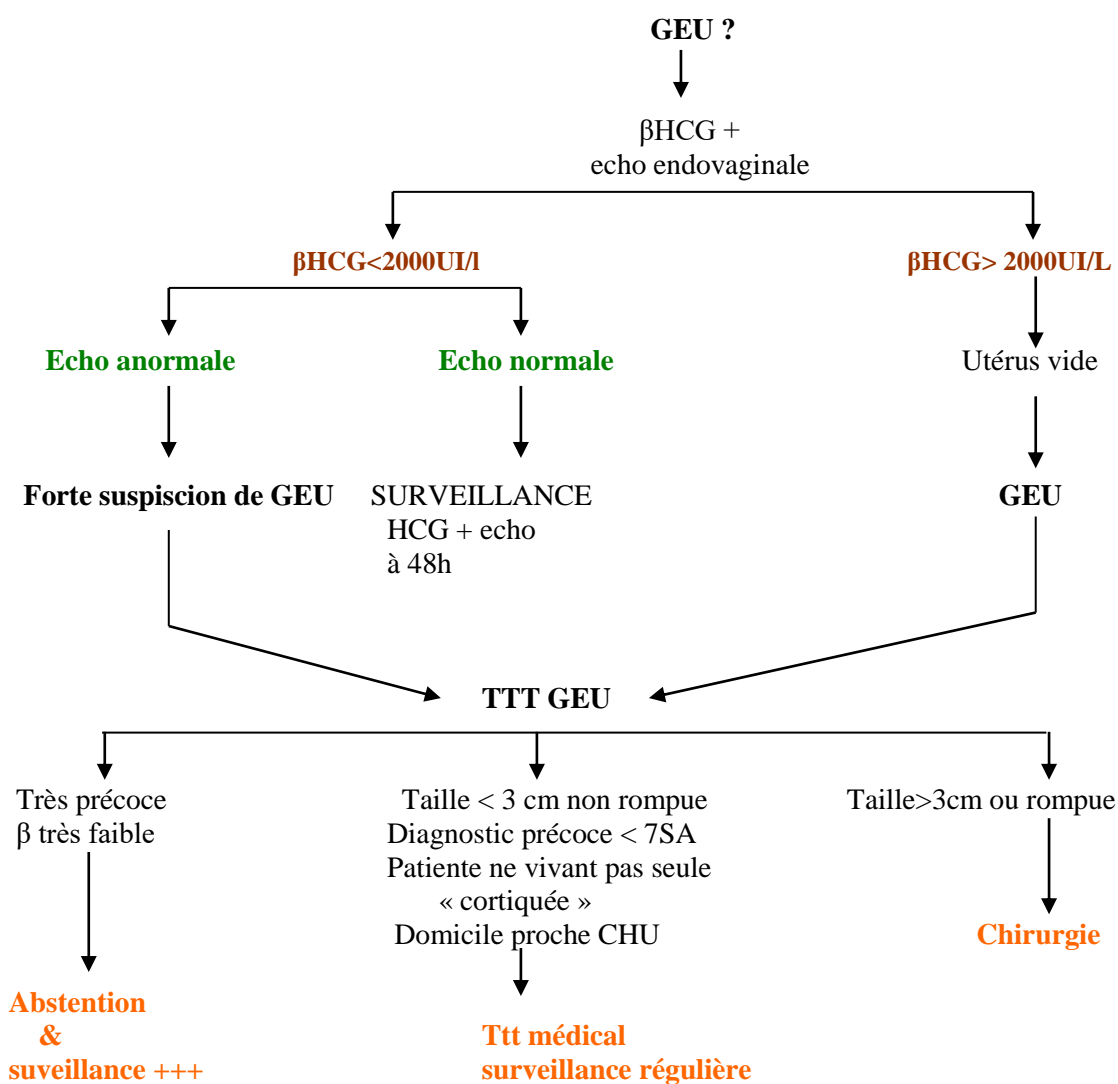 GEU ?
βHCG +
echo endovaginale
βHCG<2000UI/l
βHCG> 2000UI/L
Echo anormale
Echo normale
Utérus vide
Forte suspiscion de GEU
SURVEILLANCE
HCG + echo
à 48h
GEU
TTT GEU
Très précoce
β très faible
Taille < 3 cm non rompue
Diagnostic précoce < 7SA
Patiente ne vivant pas seule
« cortiquée »
Domicile proche CHU
Taille>3cm ou rompue
Chirurgie
Abstention
&
suveillance +++
Ttt médical
surveillance régulière